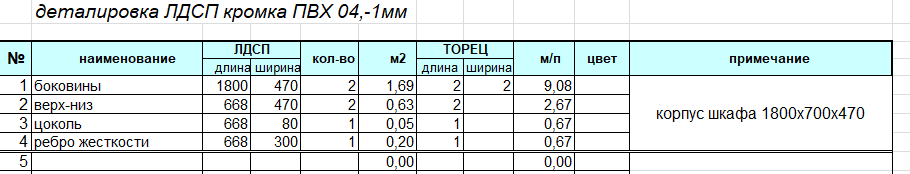 деталировка ЛДСП кромка ПВХ 04,-1мм
№ наименование ЛДСП кол-во м2 ТОРЕЦ м/п цвет примечание
длина ширина длина ширина
1 боковины 1800 470 2 1,69 2 2 9,08
2 верх-низ 668 470 2 0,63 2 2,67
корпус шкафа 1800х700х470
3 цоколь 668 80 1 0,05 1 0,67
4 ребро жесткости 668 300 1 0,20 1 0,67
5 0,00 0,00